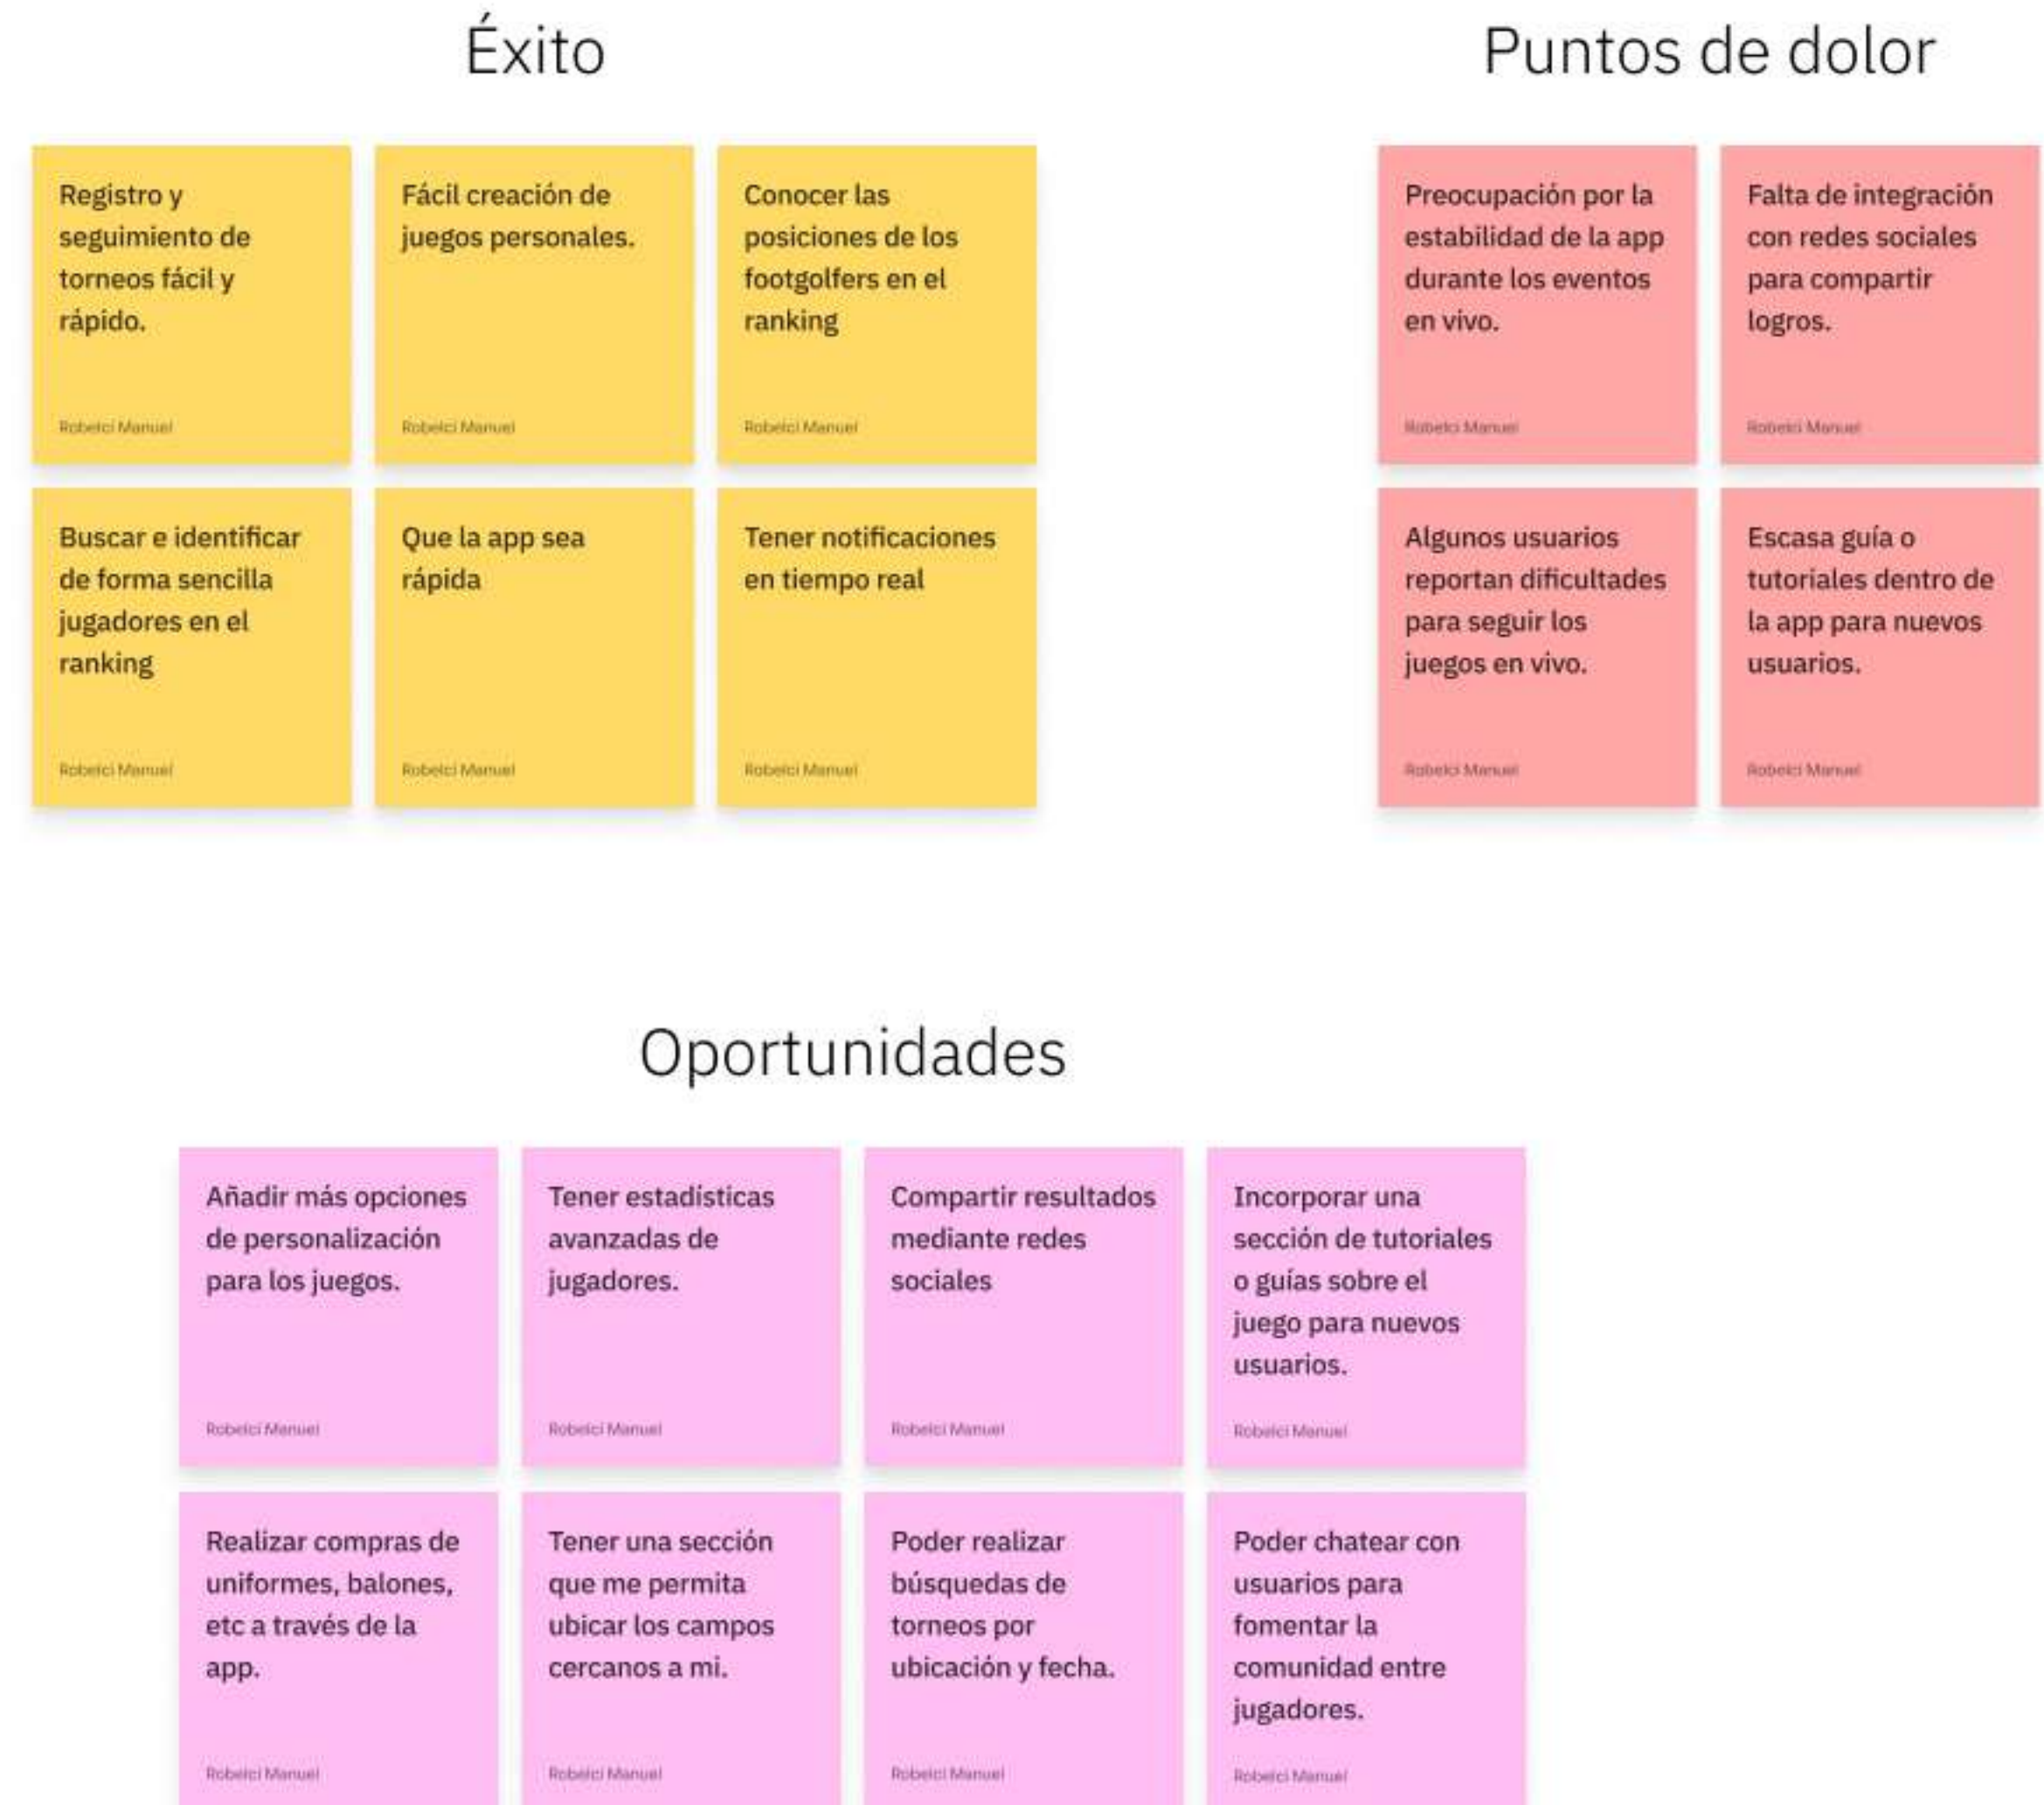 Éxito
Registro y
seguimiento de
torneos fácil y
rápido.
Robelci Manuel
Fácil creación de
juegos personales.
Robelci Manuel
Conocer las
posiciones de los
footgolfers en el
ranking
Robelci Manuel
Buscar e identificar
de forma sencilla
jugadores en el
ranking
Robelci Manuel
Que la app sea
rápida
Robelci Manuel
Tener notificaciones
en tiempo real
Robelci Manuel
Puntos de dolor
Preocupación por la
estabilidad de la app
durante los eventos
en vivo.
Robelci Manuel
Falta de integración
con redes sociales
para compartir
logros.
Robelci Manuel
Algunos usuarios
reportan dificultades
para seguir los
juegos en vivo.
Robelci Manuel
Escasa guía o
tutoriales dentro de
la app para nuevos
usuarios.
Robelci Manuel
Oportunidades
Añadir más opciones
de personalización
para los juegos.
Robelci Manuel
Tener estadísticas
avanzadas de
jugadores.
Robelci Manuel
Compartir resultados
mediante redes
sociales
Robelci Manuel
Incorporar una
sección de tutoriales
o guías sobre el
juego para nuevos
usuarios.
Robelci Manuel
Realizar compras de
uniformes, balones,
etc a través de la
app.
Robelci Manuel
Tener una sección
que me permita
ubicar los campos
cercanos a mi.
Robelci Manuel
Poder realizar
búsquedas de
torneos por
ubicación y fecha.
Robelci Manuel
Poder chatear con
usuarios para
fomentar la
comunidad entre
jugadores.
Robelci Manuel